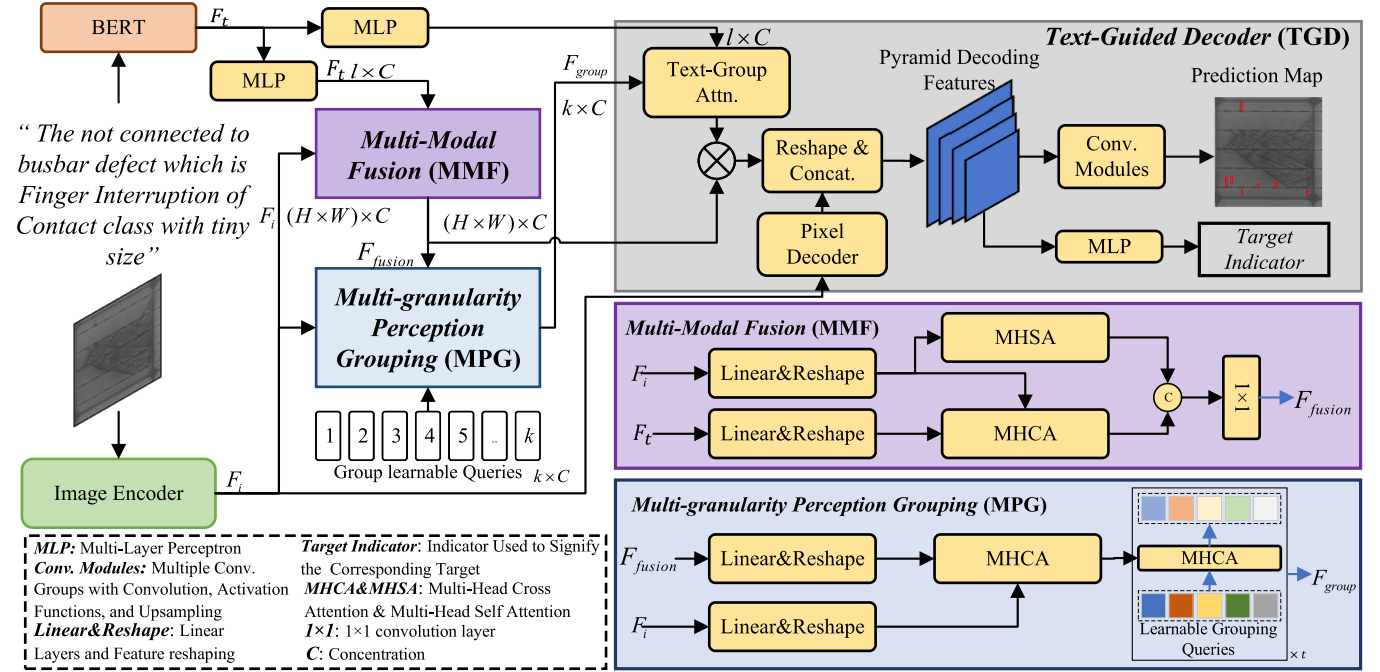 BERT
F_t
MLP
MLP
F_t l×C
“ The not connected to
busbar defect which is
Finger Interruption of
Contact class with tiny
size”
Multi-Modal
Fusion (MMF)
F_i (H×W)×C
(H×W)×C
F_fusion
Multi-granularity
Perception
Grouping (MPG)
1 2 3 4 5 .. k
Group learnable Queries k×C
Image Encoder
F_i
F_group
k×C
Text-Guided Decoder (TGD)
l×C
Text-Group
Attn.
Reshape &
Concat.
Pixel
Decoder
Pyramid Decoding
Features
Conv.
Modules
Prediction Map
MLP
Target
Indicator
Multi-Modal Fusion (MMF)
F_i
Linear&Reshape
MHSA
F_t
Linear&Reshape
MHCA
C
1×1
F_fusion
Multi-granularity Perception Grouping (MPG)
F_fusion
Linear&Reshape
MHCA
F_i
Linear&Reshape
MHCA
Learnable Grouping
Queries
×t
F_group
MLP: Multi-Layer Perceptron
Conv. Modules: Multiple Conv.
Groups with Convolution, Activation
Functions, and Upsampling
Linear&Reshape: Linear
Layers and Feature reshaping
Target Indicator: Indicator Used to Signify
the Corresponding Target
MHCA&MHSA: Multi-Head Cross
Attention & Multi-Head Self Attention
1×1: 1×1 convolution layer
C: Concentration